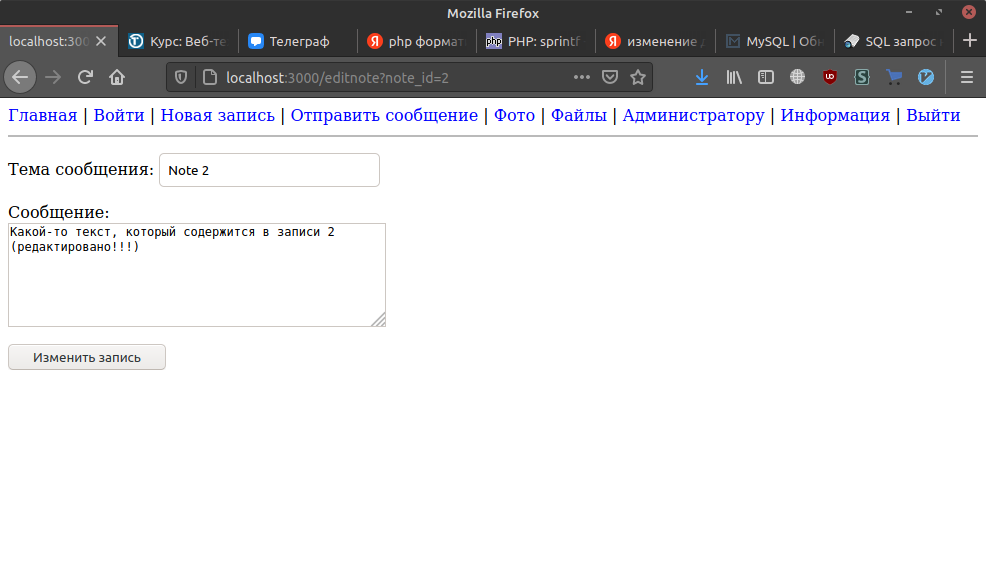 Mozilla Firefox
localhost:300
Курс: Веб-те
Телеграф
php формат
php PHP: sprintf
изменение
MySQL | Обн
SQL запрос
localhost:3000/editnote?note_id=2
Главная | Войти | Новая запись | Отправить сообщение | Фото | Файлы | Администратору | Информация | Выйти
Тема сообщения: Note 2
Сообщение:
Какой-то текст, который содержится в записи 2
(редактировано!!!)
Изменить запись